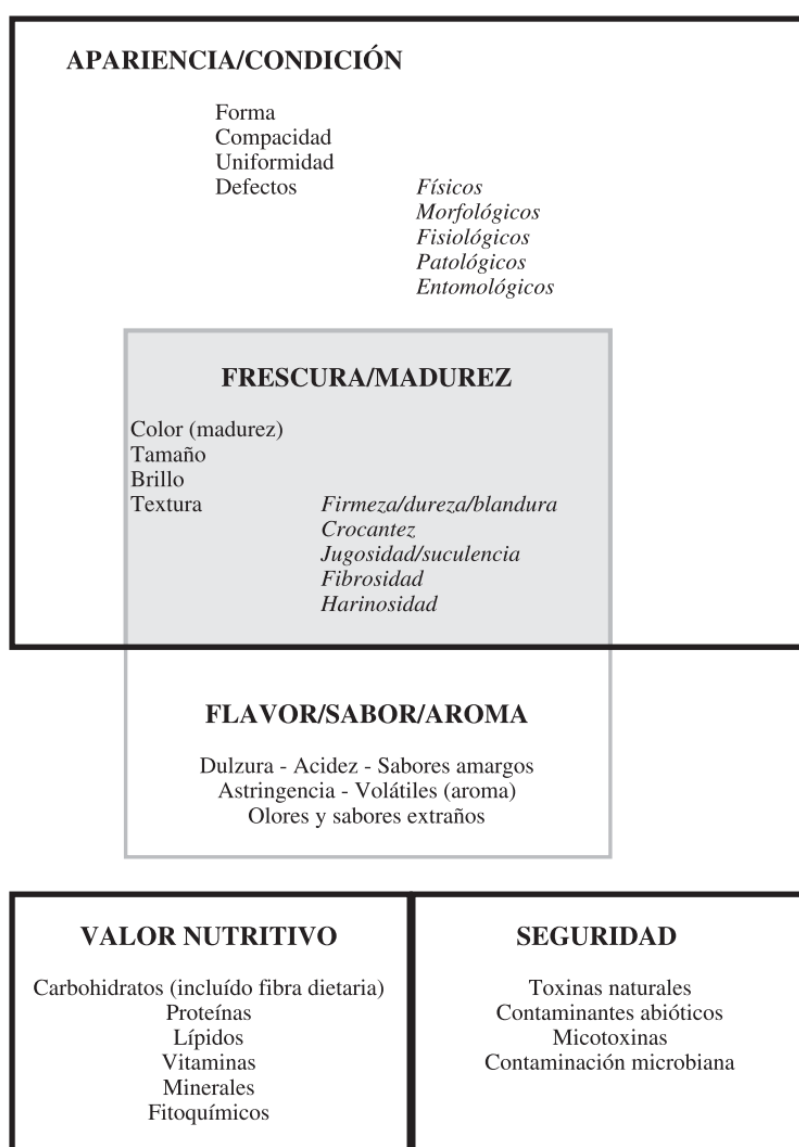 APARIENCIA/CONDICIÓN
Forma
Compacidad
Uniformidad
Defectos Físicos
Morfológicos
Fisiológicos
Patológicos
Entomológicos
FRESCURA/MADUREZ
Color (madurez)
Tamaño
Brillo
Textura Firmeza/dureza/blandura
Crocantez
Jugosidad/suculencia
Fibrosidad
Harinosidad
FLAVOR/SABOR/AROMA
Dulzura - Acidez - Sabores amargos
Astringencia - Volátiles (aroma)
Olores y sabores extraños
VALOR NUTRITIVO
Carbohidratos (incluído fibra dietaria)
Proteínas
Lípidos
Vitaminas
Minerales
Fitoquímicos
SEGURIDAD
Toxinas naturales
Contaminantes abióticos
Micotoxinas
Contaminación microbiana